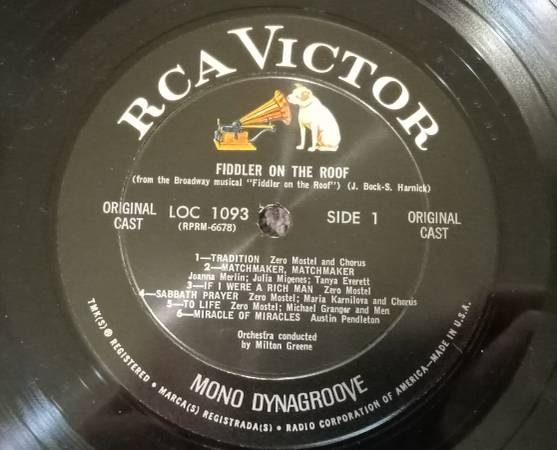 RCA VICTOR
FIDDLER ON THE ROOF
(from the Broadway musical "Fiddler on the Roof") (J. Bock-S. Harnick)
ORIGINAL CAST
LOC 1093
(RPRM-6678)
SIDE 1
ORIGINAL CAST
1—TRADITION Zero Mostel and Chorus
2—MATCHMAKER, MATCHMAKER
Joanna Merlin; Julia Migenes; Tanya Everett
3—IF I WERE A RICH MAN Zero Mostel
4—SABBATH PRAYER Zero Mostel; Maria Karnilova and Chorus
5—TO LIFE Zero Mostel; Michael Granger and Men
6—MIRACLE OF MIRACLES Austin Pendleton
Orchestra conducted
by Milton Greene
MONO DYNAGROOVE
TMK(S) ® REGISTERED • MARCA(S) REGISTRADA(S) • RADIO CORPORATION OF AMERICA—MADE IN U.S.A.